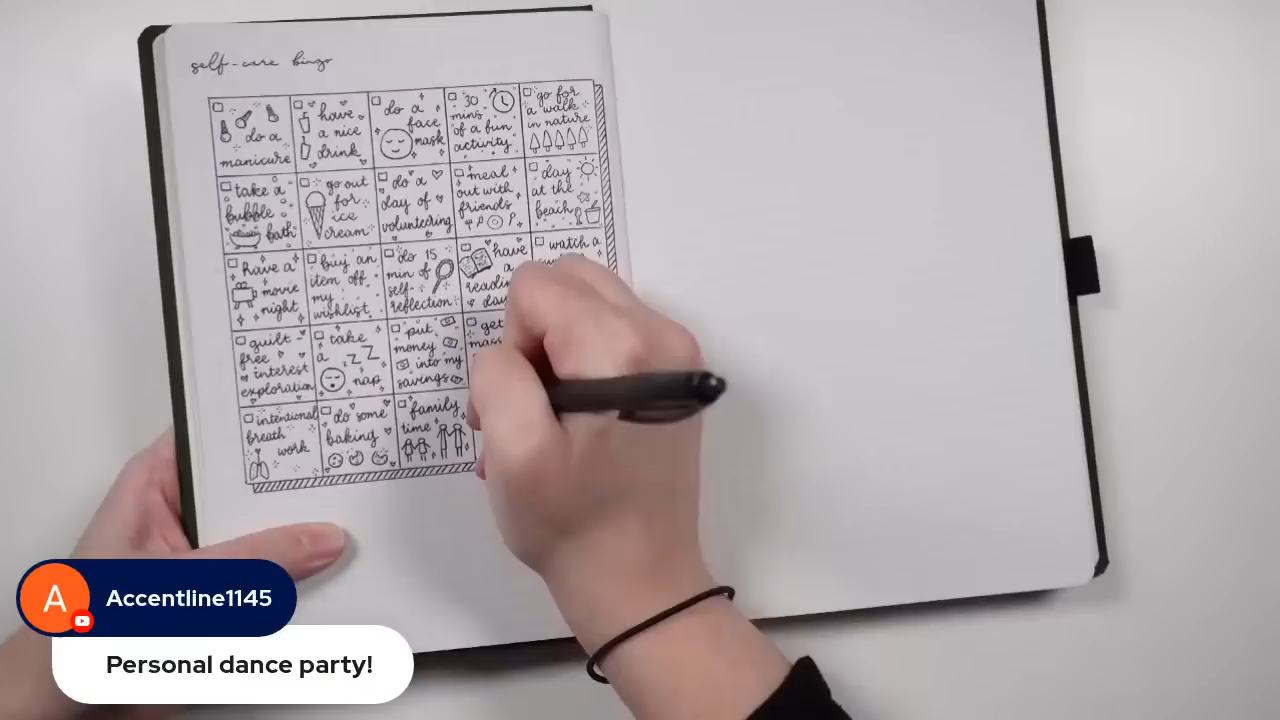 self-care bingo
do a
manicure
have
a nice
drink
do a
face
mask
30
mins
of a fun
activity
go for
a walk
in nature
take a
bubble
bath
go out
for
ice
cream
do a
day of
volunteering
meal
out with
friends
day
at the
beach
have a
movie
night
buy an
item off
my
wishlist
do 15
min of
self-
reflection
have
a
watch a
guilt-
free
interest
exploration
take
a
z z z
nap
put
money
into my
savings
get
intentional
breath
work
do some
baking
family
time
A
Accentline1145
Personal dance party!